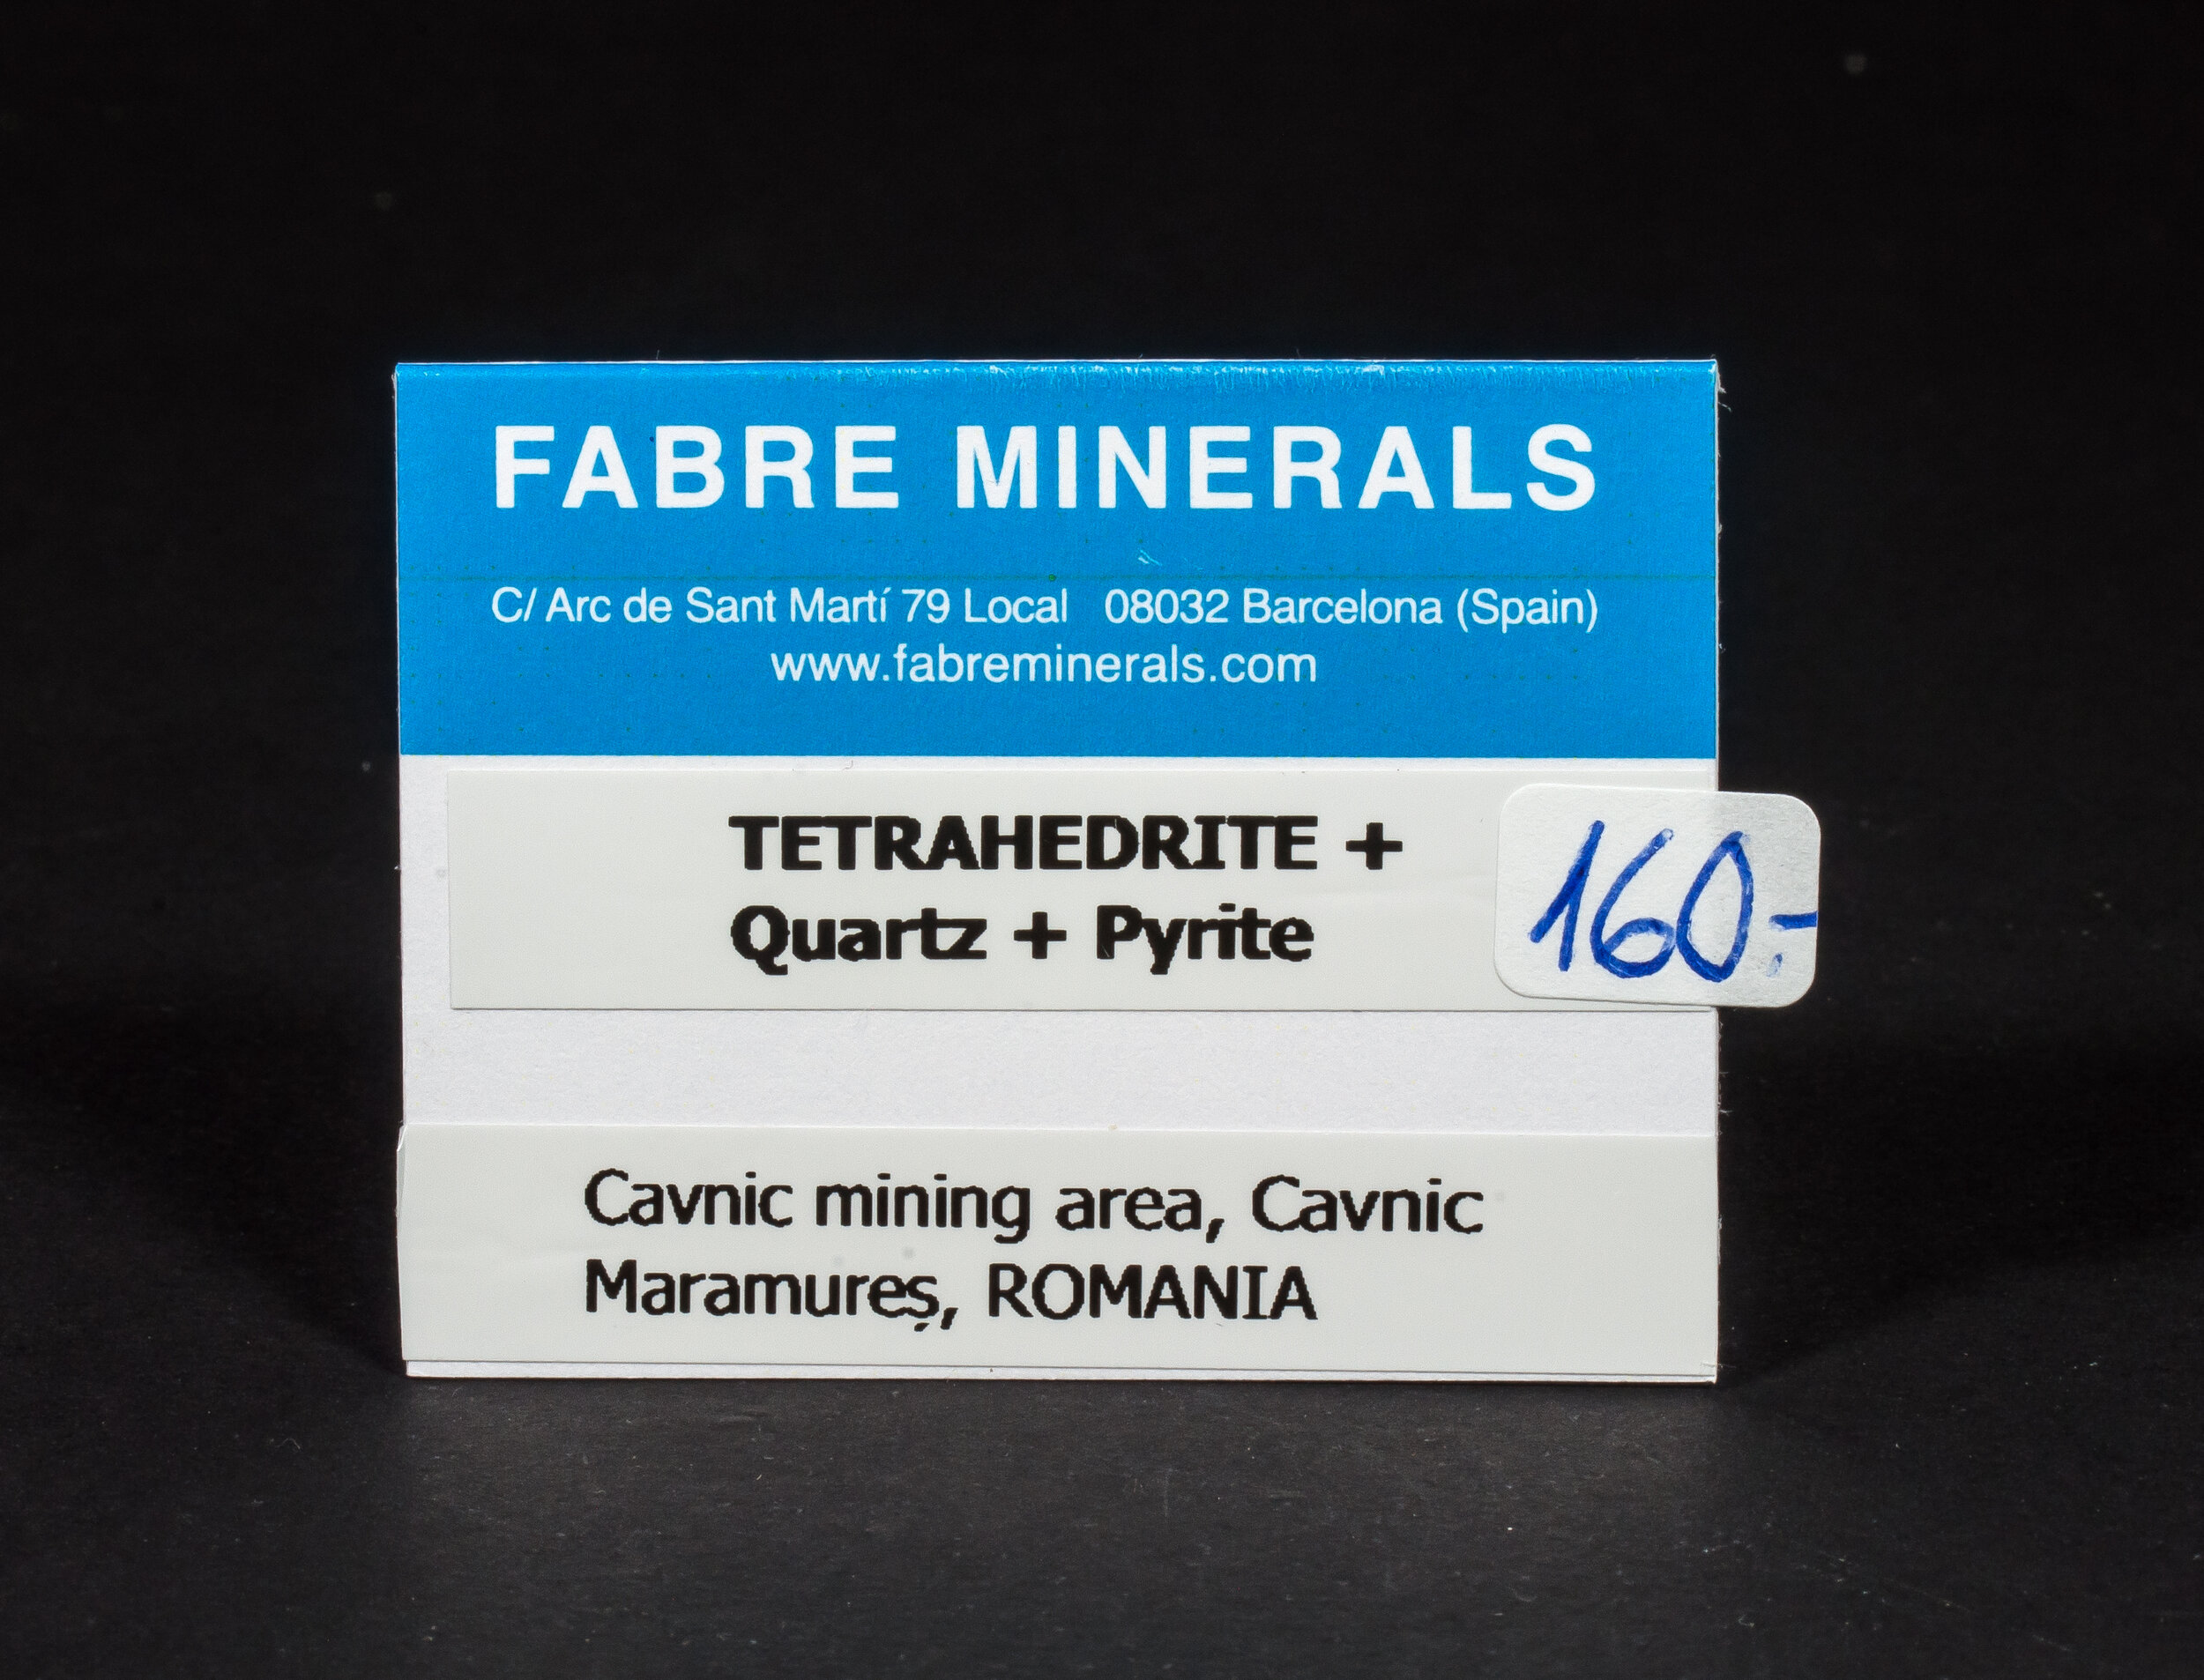 FABRE MINERALS
C/ Arc de Sant Martí 79 Local 08032 Barcelona (Spain)
www.fabreminerals.com
TETRAHEDRITE +
Quartz + Pyrite
160.-
Cavnic mining area, Cavnic
Maramureș, ROMANIA